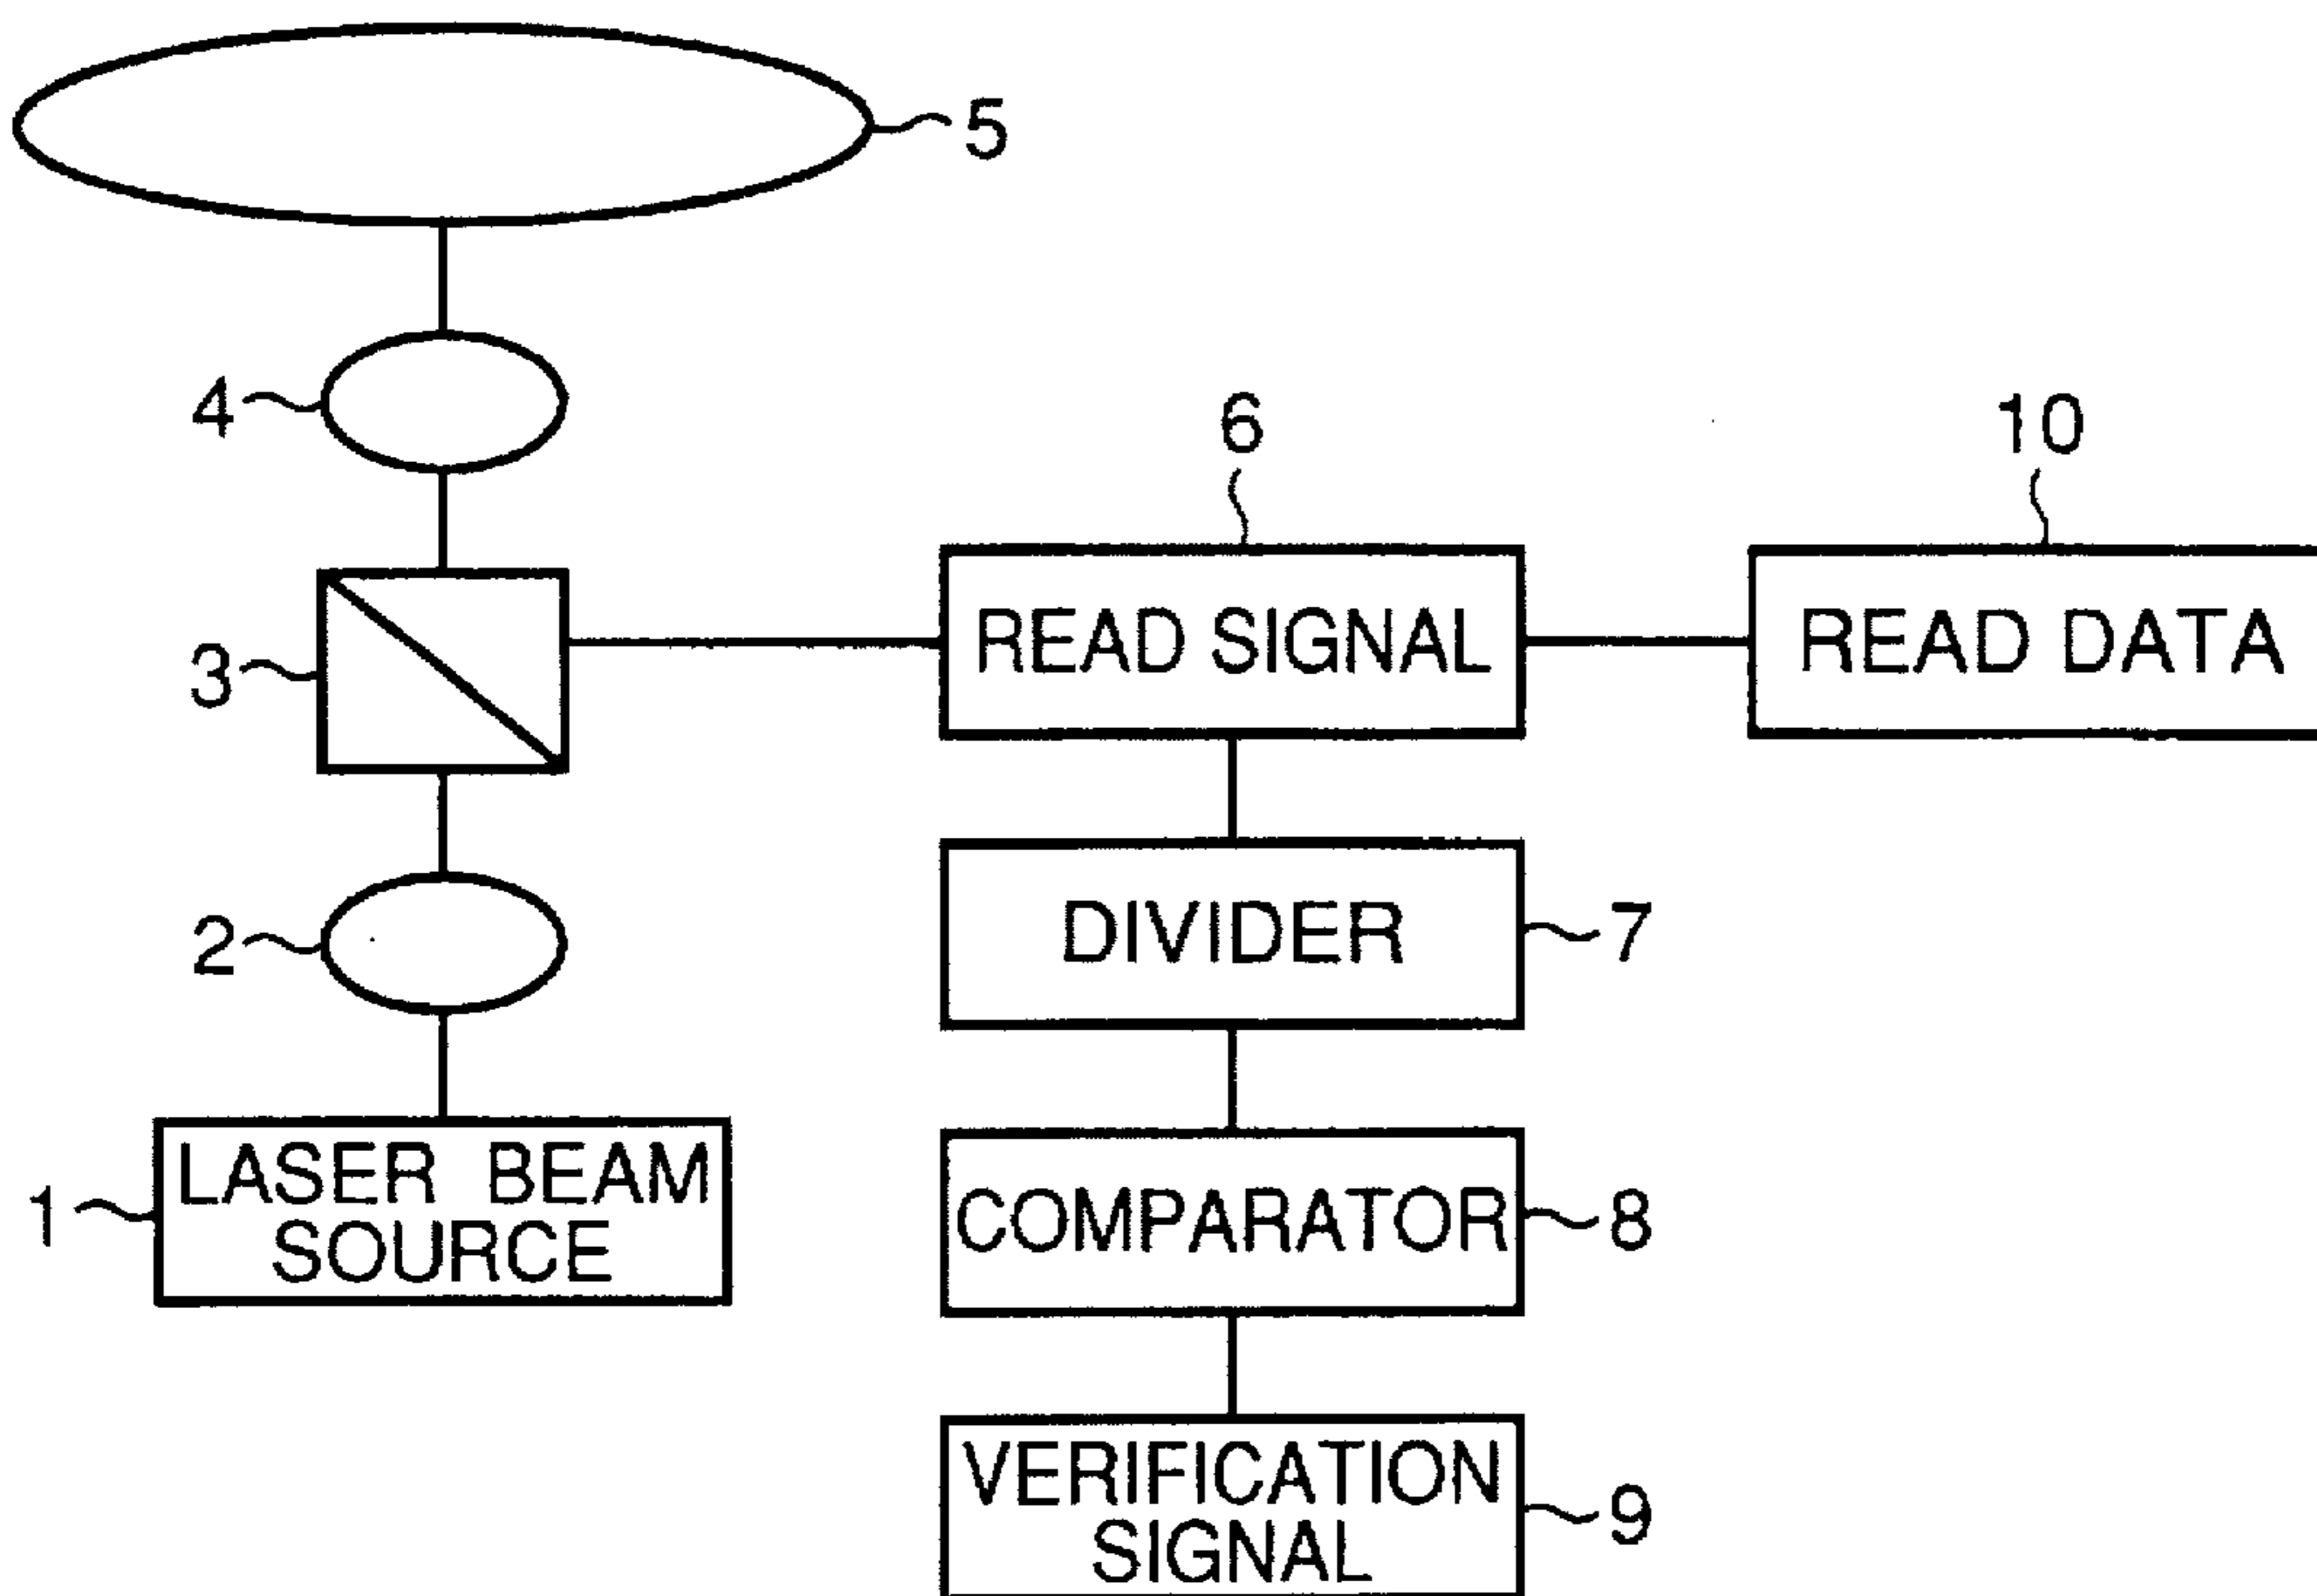 5
4
6
10
3
READ SIGNAL
READ DATA
2
DIVIDER
7
1
LASER BEAM
SOURCE
COMPARATOR
8
VERIFICATION
SIGNAL
9